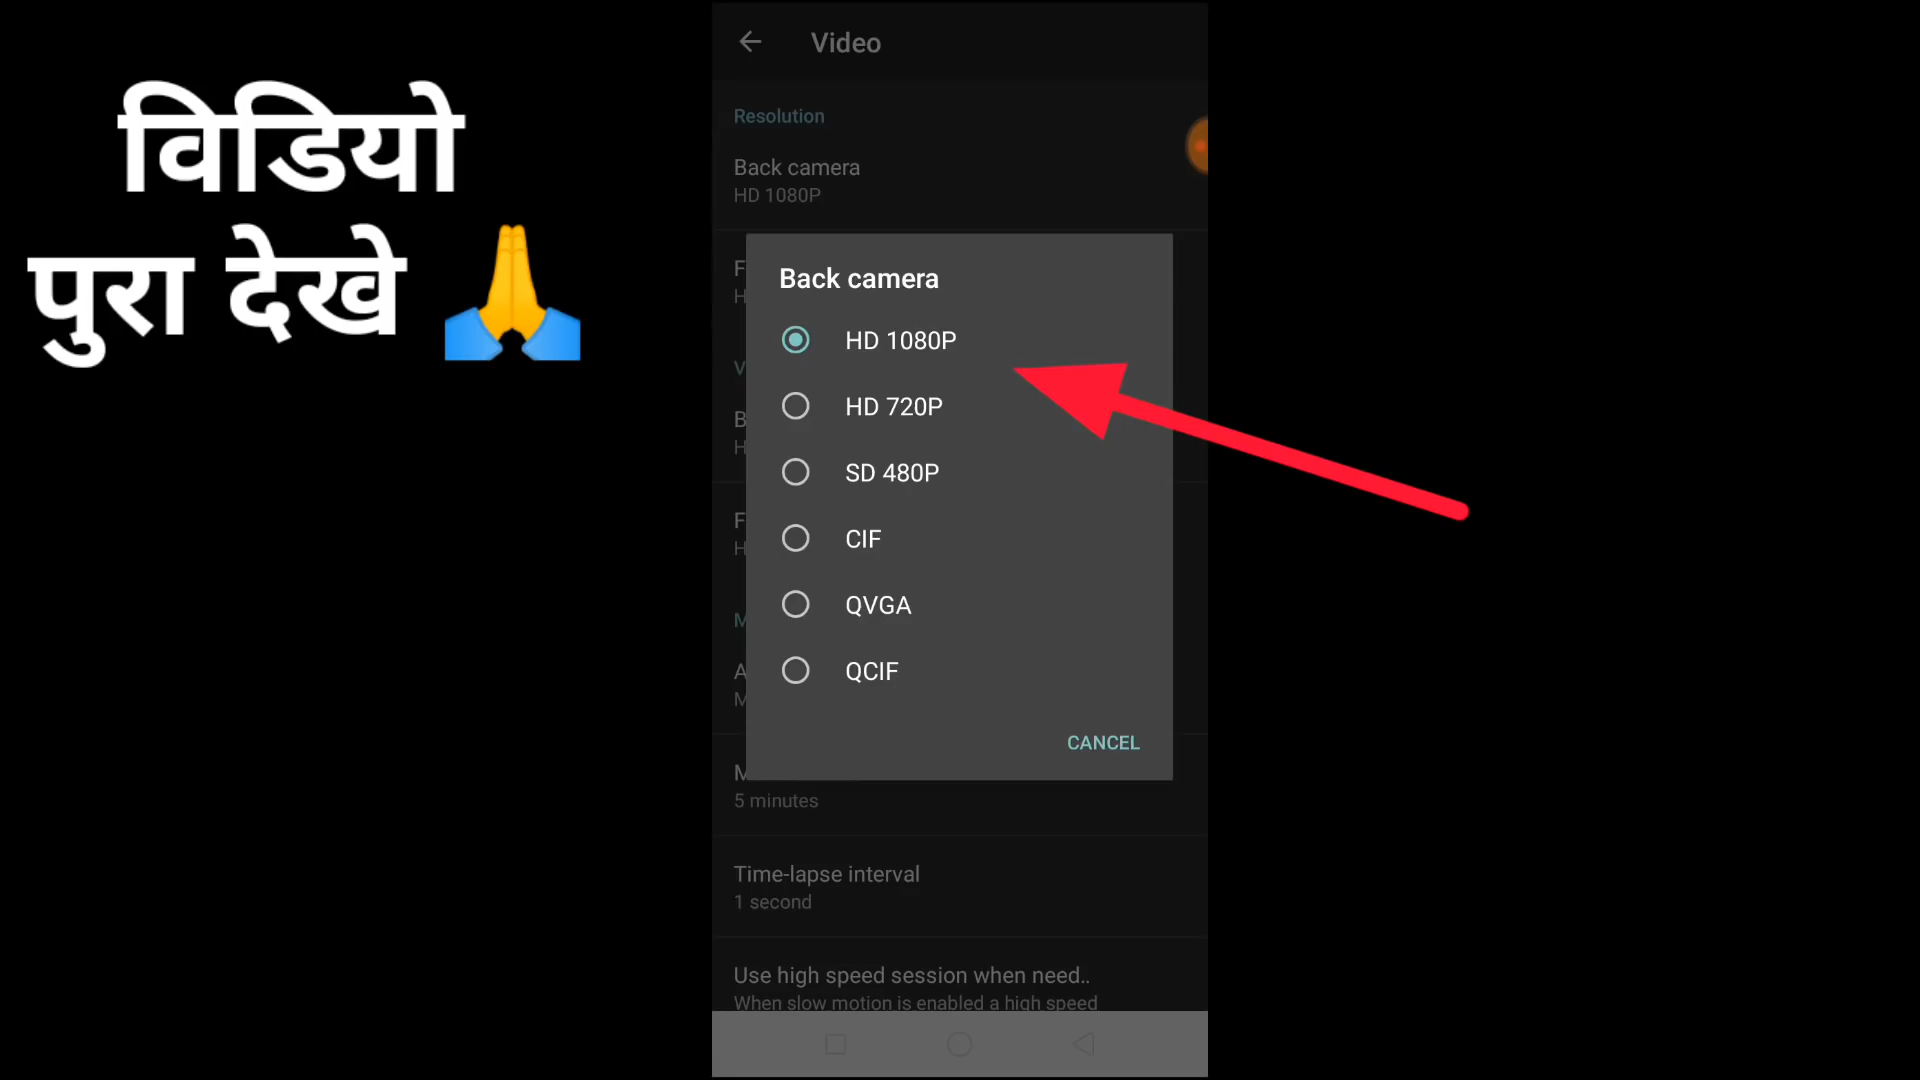 विडियो
पुरा देखे 🙏
Video
Resolution
Back camera
HD 1080P
Back camera
HD 1080P
HD 720P
SD 480P
CIF
QVGA
QCIF
CANCEL
5 minutes
Time-lapse interval
1 second
Use high speed session when need..
When slow motion is enabled a high speed